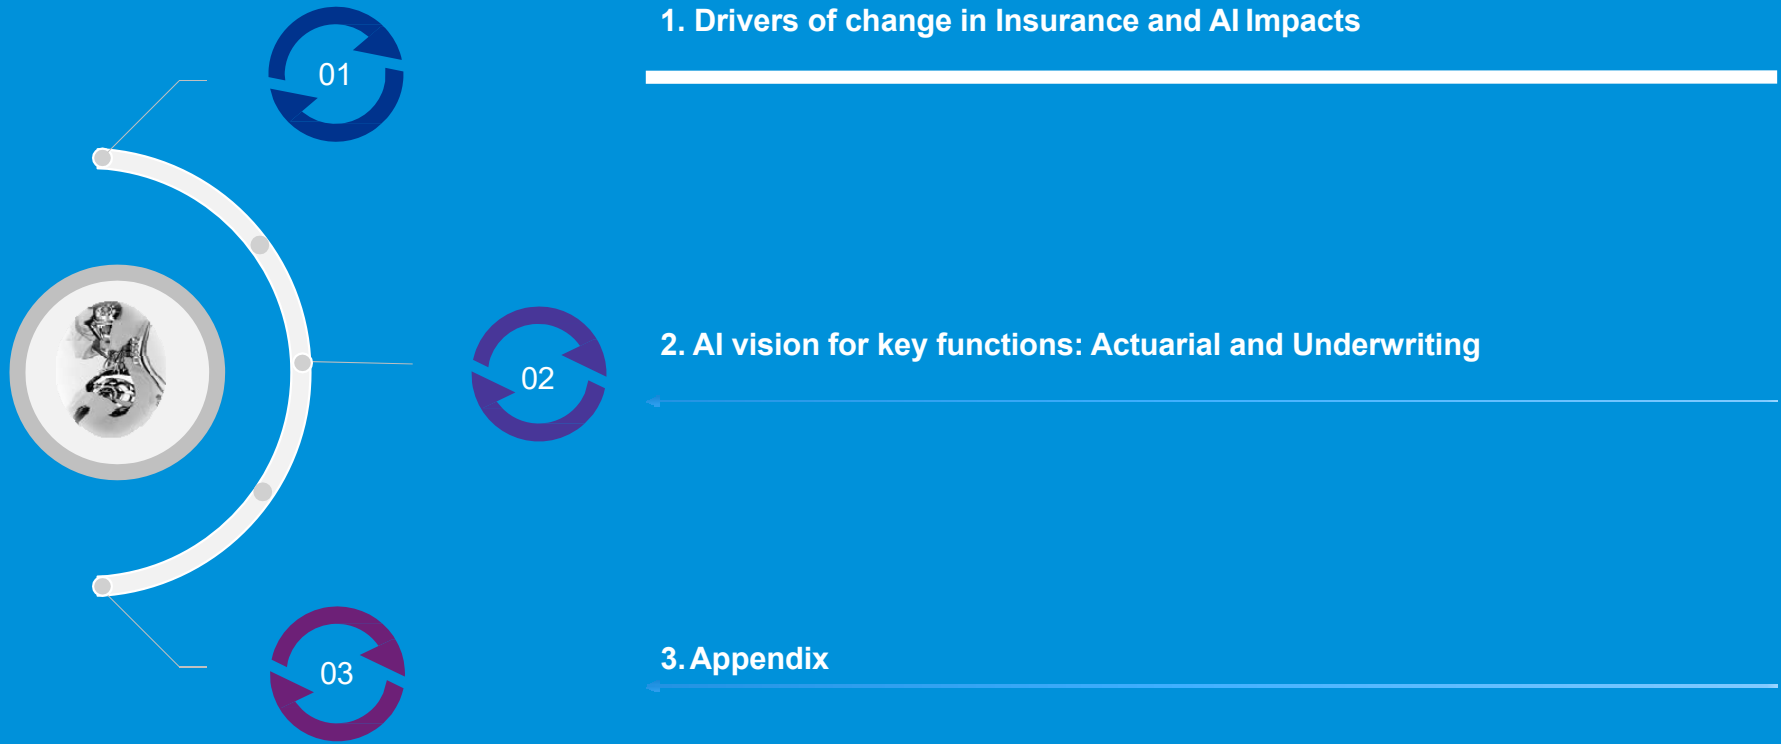 01
1. Drivers of change in Insurance and AI Impacts
02
2. AI vision for key functions: Actuarial and Underwriting
03
3. Appendix